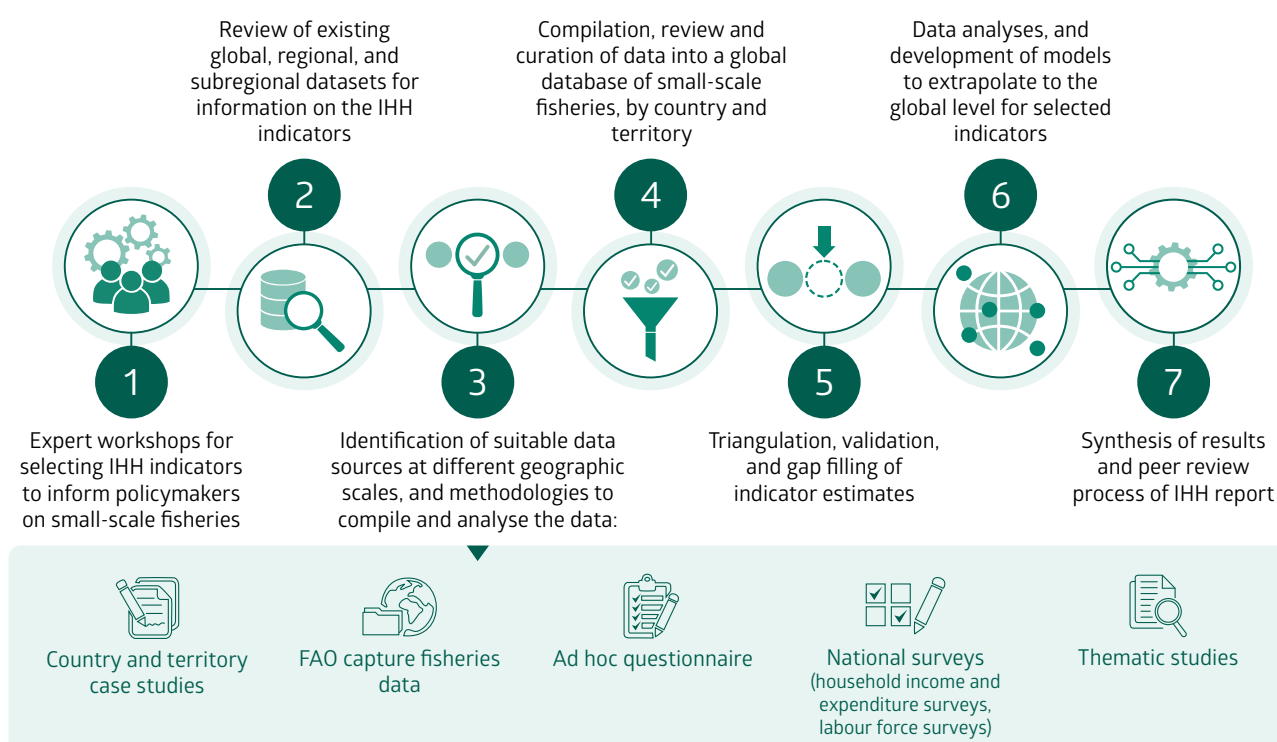 Review of existing
global, regional, and
subregional datasets for
information on the IHH
indicators
Compilation, review and
curation of data into a global
database of small-scale
fisheries, by country and
territory
Data analyses, and
development of models
to extrapolate to the
global level for selected
indicators
2
4
6
1
3
5
7
Expert workshops for
selecting IHH indicators
to inform policymakers
on small-scale fisheries
Identification of suitable data
sources at different geographic
scales, and methodologies to
compile and analyse the data:
Triangulation, validation,
and gap filling of
indicator estimates
Synthesis of results
and peer review
process of IHH report
Country and territory
case studies
FAO capture fisheries
data
Ad hoc questionnaire
National surveys
(household income and
expenditure surveys,
labour force surveys)
Thematic studies